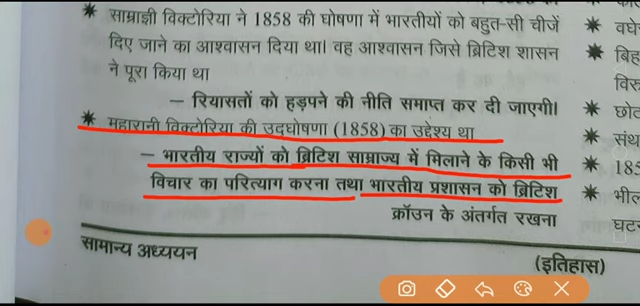 * साम्राज्ञी विक्टोरिया ने 1858 की घोषणा में भारतीयों को बहुत-सी चीजें
दिए जाने का आश्वासन दिया था। वह आश्वासन जिसे ब्रिटिश शासन
ने पूरा किया था
– रियासतों को हड़पने की नीति समाप्त कर दी जाएगी।
* महारानी विक्टोरिया की उद्घोषणा (1858) का उद्देश्य था
– भारतीय राज्यों को ब्रिटिश साम्राज्य में मिलाने के किसी भी
विचार का परित्याग करना तथा भारतीय प्रशासन को ब्रिटिश
क्रॉउन के अंतर्गत रखना
सामान्य अध्ययन
(इतिहास)